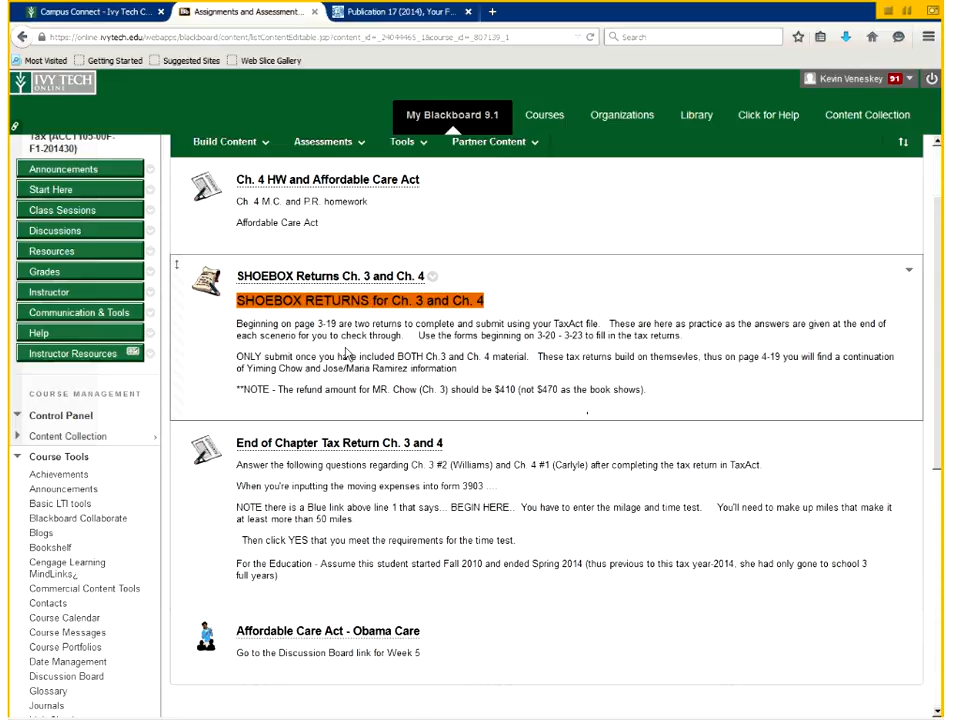 Campus Connect - Ivy Tech C...
Assignments and Assessment...
Publication 17 (2014), Your F...
https://online.ivytech.edu/webapps/blackboard/content/listContentEditable.jsp?content_id=_24044465_1&course_id=_807139_1
Search
Most Visited
Getting Started
Suggested Sites
Web Slice Gallery
IVY TECH
ONLINE
Kevin Veneskey 91
My Blackboard 9.1
Courses
Organizations
Library
Click for Help
Content Collection
Tax (ACCT105-00F-
F1-201430)
Announcements
Start Here
Class Sessions
Discussions
Resources
Grades
Instructor
Communication & Tools
Help
Instructor Resources
COURSE MANAGEMENT
Control Panel
Content Collection
Course Tools
Achievements
Announcements
Basic LTI tools
Blackboard Collaborate
Blogs
Bookshelf
Cengage Learning
MindLinks¿
Commercial Content Tools
Contacts
Course Calendar
Course Messages
Course Portfolios
Date Management
Discussion Board
Glossary
Journals
Build Content
Assessments
Tools
Partner Content
Ch. 4 HW and Affordable Care Act
Ch 4 M.C. and P.R. homework
Affordable Care Act
SHOEBOX Returns Ch. 3 and Ch. 4
SHOEBOX RETURNS for Ch. 3 and Ch. 4
Beginning on page 3-19 are two returns to complete and submit using your TaxAct file. These are here as practice as the answers are given at the end of
each sceneno for you to check through. Use the forms beginning on 3-20 - 3-23 to fill in the tax returns.
ONLY submit once you have included BOTH Ch.3 and Ch. 4 material. These tax returns build on themsevles, thus on page 4-19 you will find a continuation
of Yiming Chow and Jose/Maria Ramirez information
**NOTE - The refund amount for MR. Chow (Ch. 3) should be $410 (not $470 as the book shows).
End of Chapter Tax Return Ch. 3 and 4
Answer the following questions regarding Ch. 3 #2 (Williams) and Ch. 4 #1 (Carlyle) after completing the tax return in TaxAct.
When you're inputting the moving expenses into form 3903 ....
NOTE there is a Blue link above line 1 that says... BEGIN HERE.. You have to enter the milage and time test. You'll need to make up miles that make it
at least more than 50 miles
Then click YES that you meet the requirements for the time test.
For the Education - Assume this student started Fall 2010 and ended Spring 2014 (thus previous to this tax year-2014, she had only gone to school 3
full years)
Affordable Care Act - Obama Care
Go to the Discussion Board link for Week 5